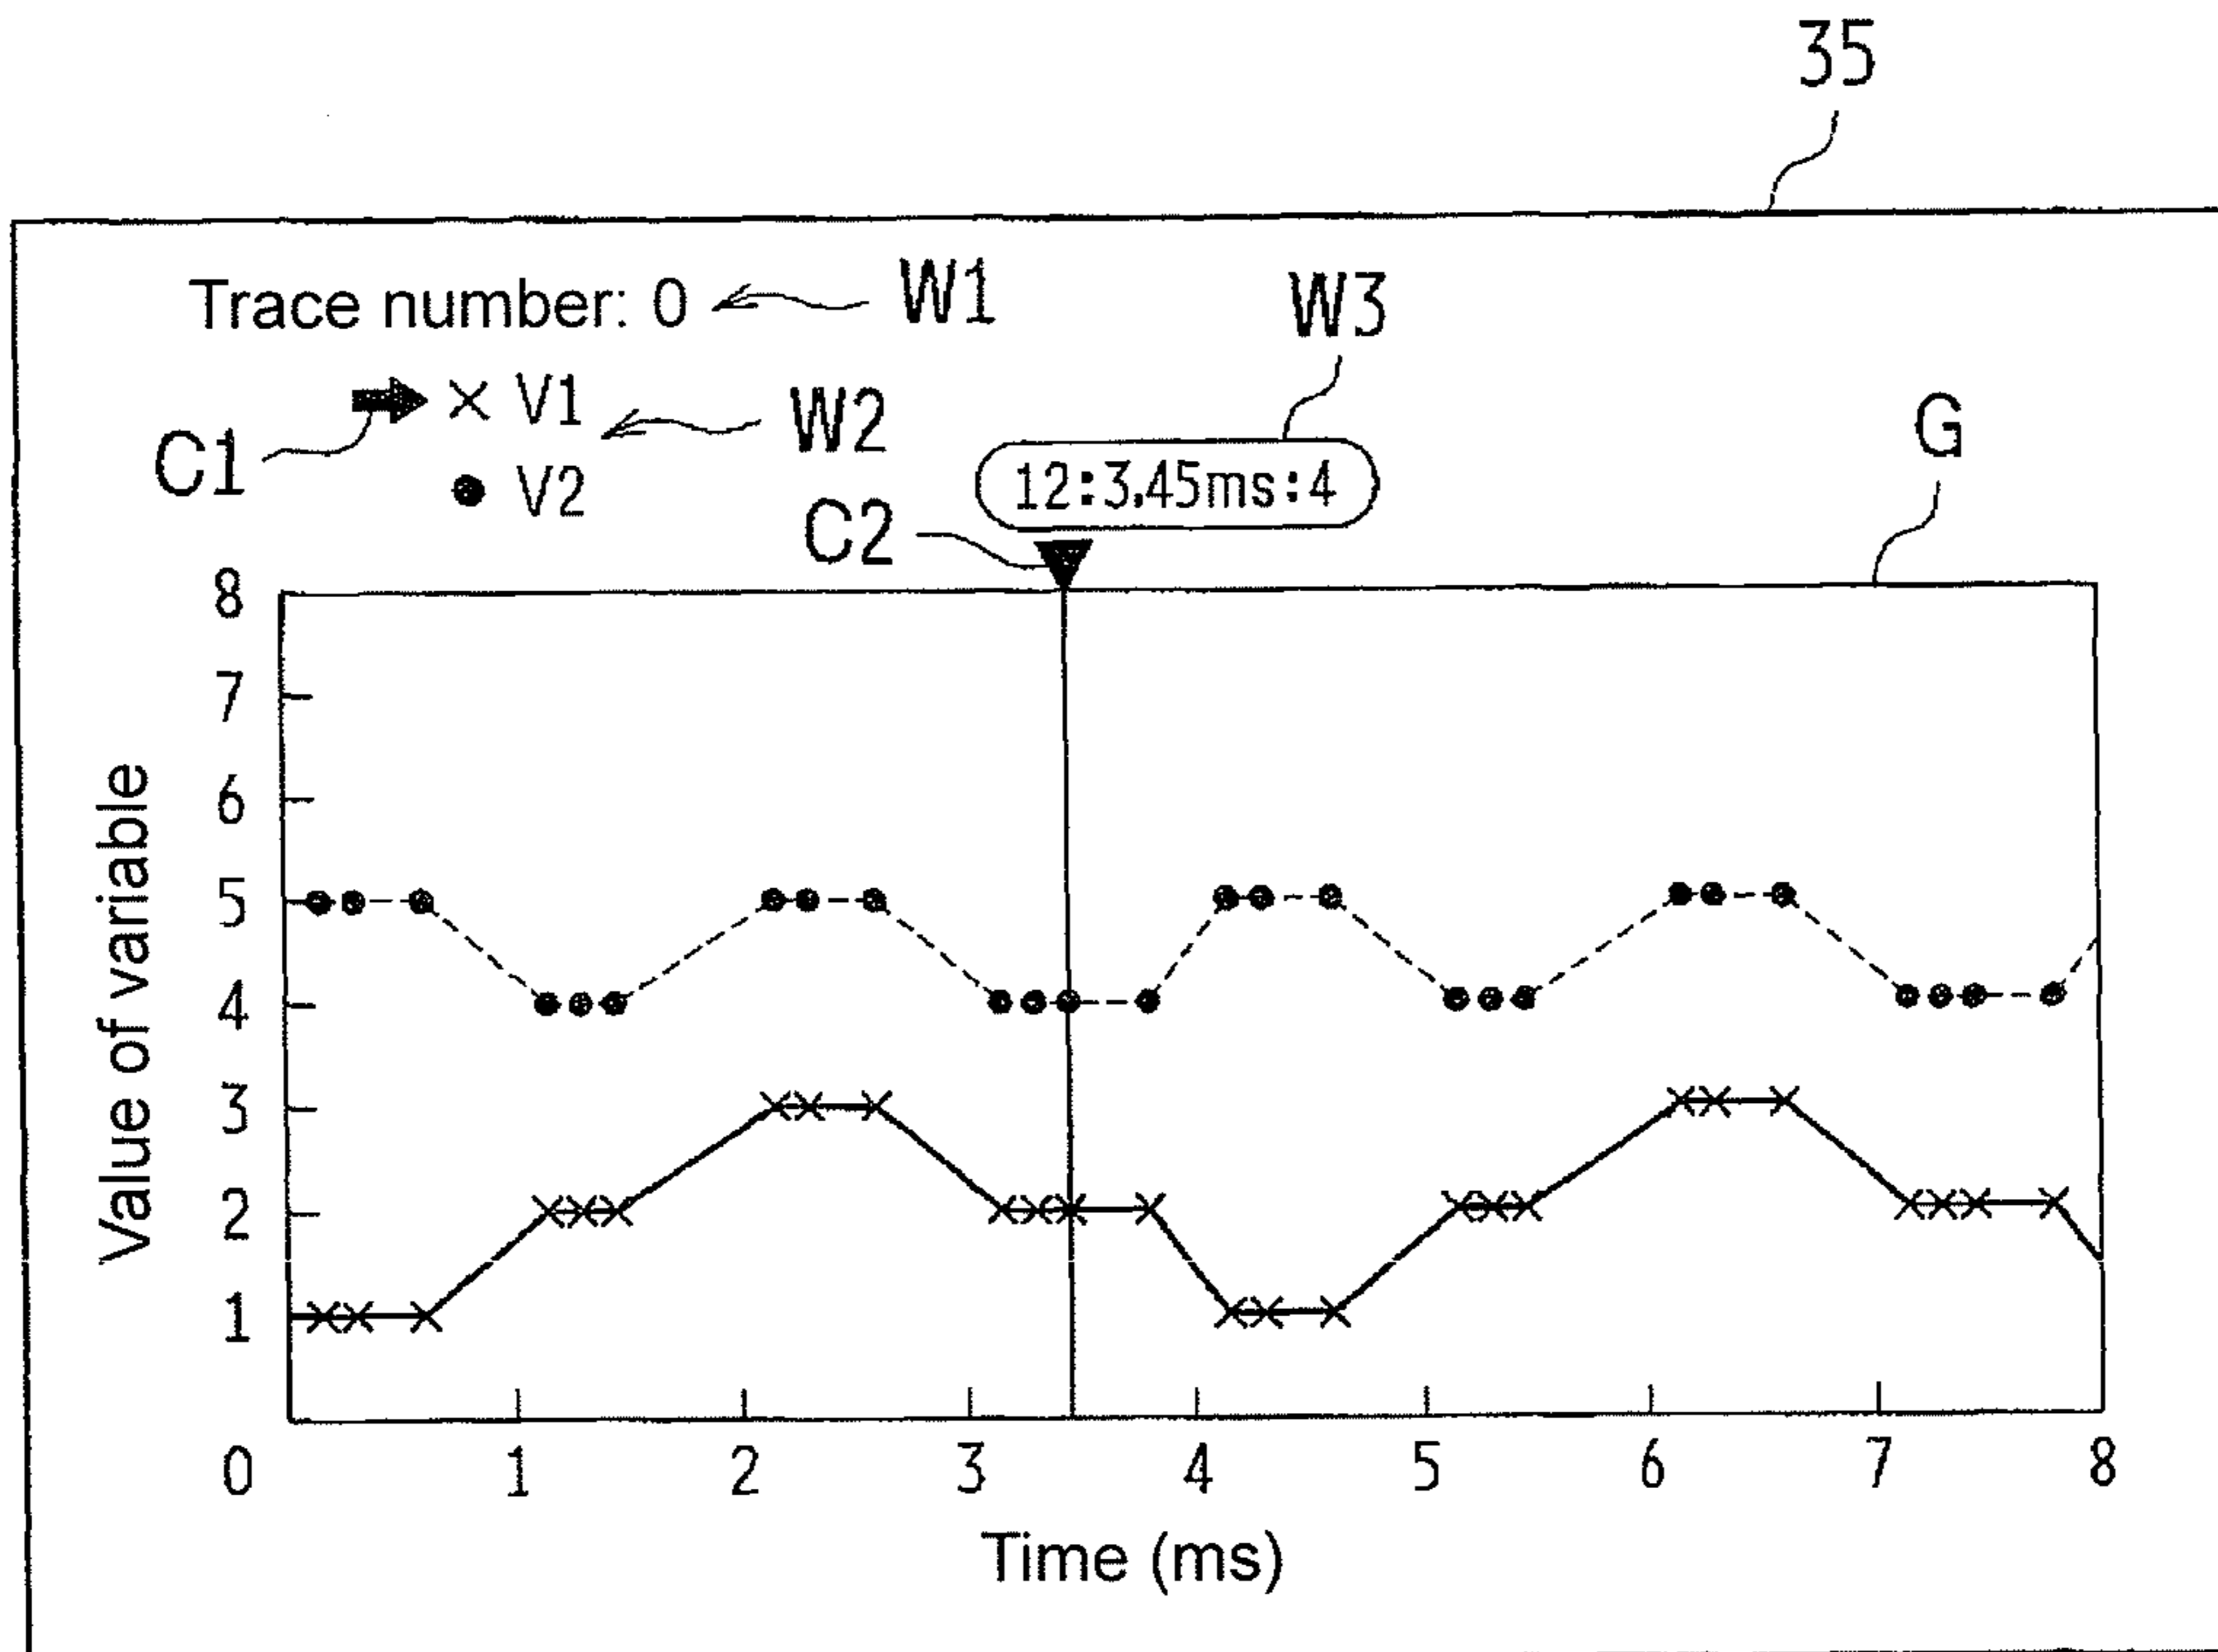 35
Trace number: 0 W1
W3
× V1
W2
C1
G
12:3.45ms:4
● V2
C2
8
7
6
5
4
3
2
1
Value of variable
0 1 2 3 4 5 6 7 8
Time (ms)